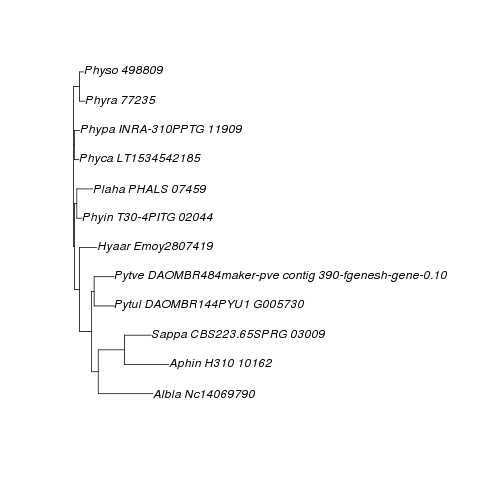 Physo 498809
Phyra 77235
Phypa INRA-310PPTG 11909
Phyca LT1534542185
Plaha PHALS 07459
Phyin T30-4PITG 02044
Hyaar Emoy2807419
Pytve DAOMBR484maker-pve contig 390-fgenesh-gene-0.10
Pytul DAOMBR144PYU1 G005730
Sappa CBS223.65SPRG 03009
Aphin H310 10162
Albla Nc14069790